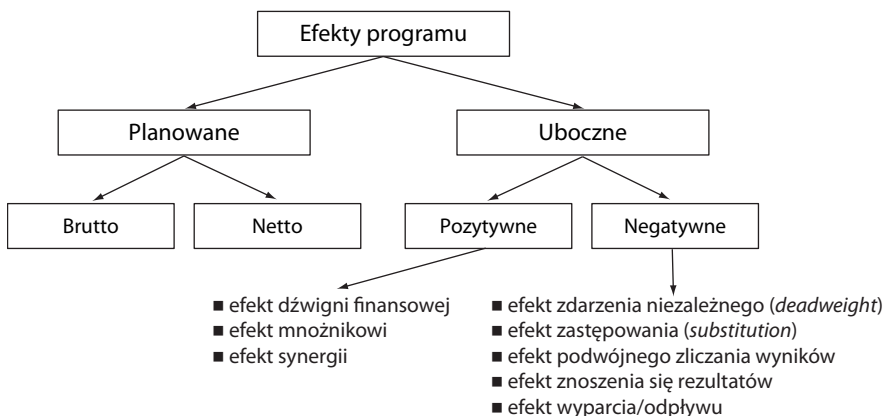 Efekty programu
Planowane
Uboczne
Brutto
Netto
Pozytywne
Negatywne
■ efekt dźwigni finansowej
■ efekt mnożnikowi
■ efekt synergii
■ efekt zdarzenia niezależnego (deadweight)
■ efekt zastępowania (substitution)
■ efekt podwójnego zliczania wyników
■ efekt znoszenia się rezultatów
■ efekt wyparcia/odpływu